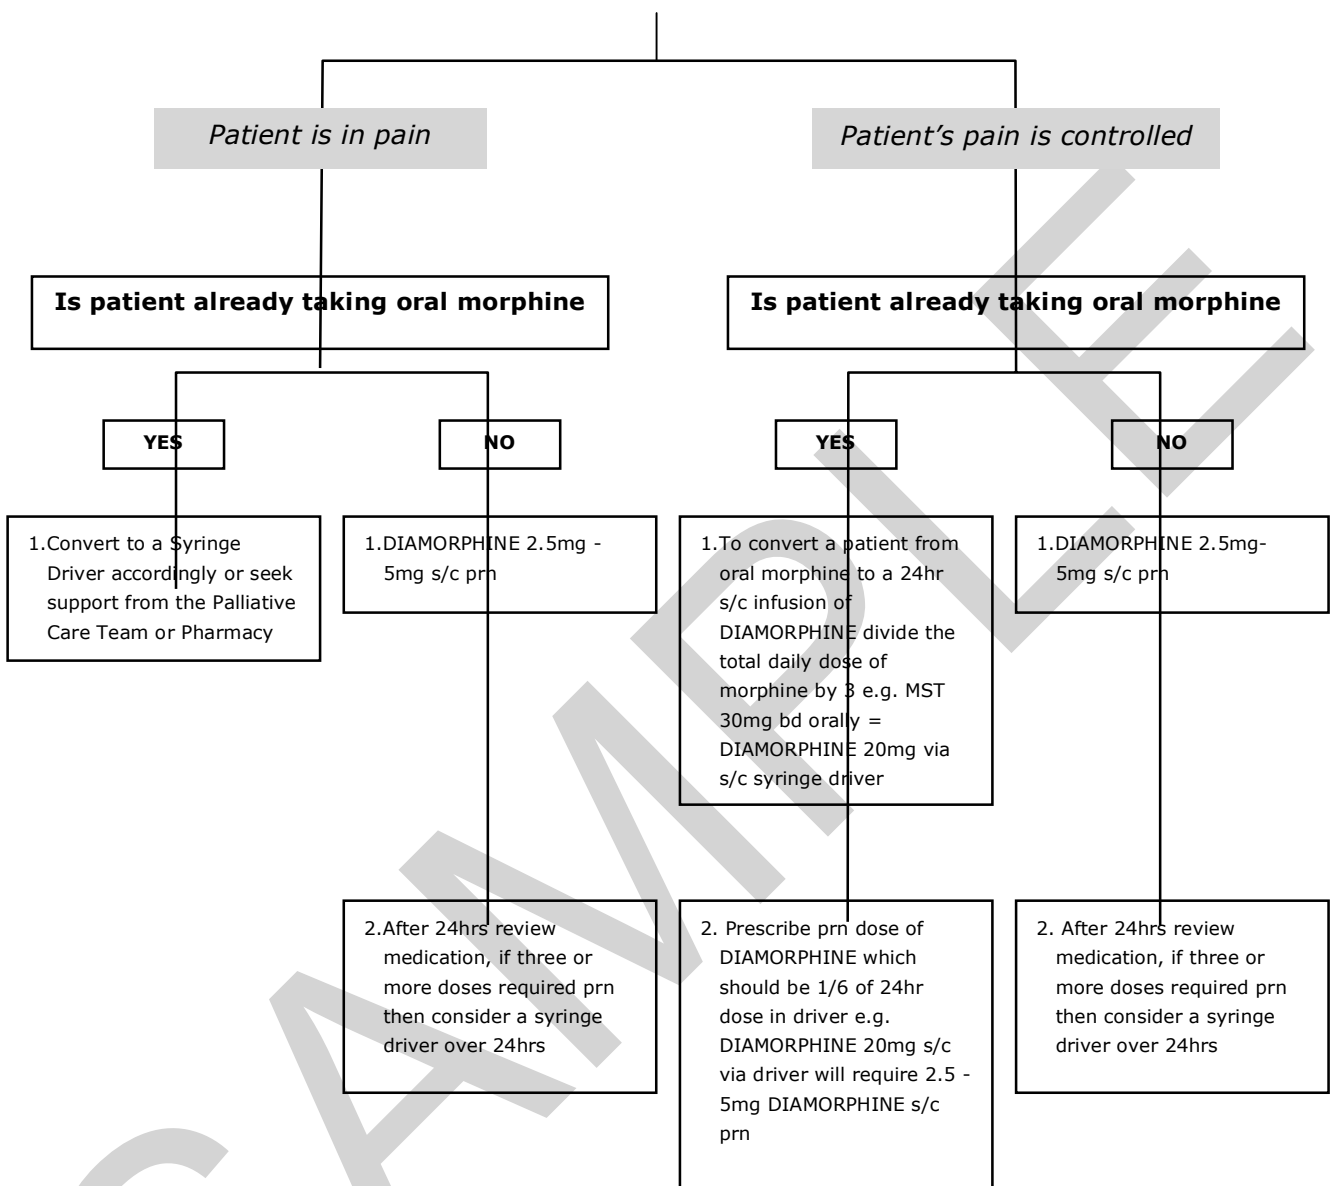 Patient is in pain
Patient's pain is controlled
Is patient already taking oral morphine
Is patient already taking oral morphine
YES
NO
YES
NO
1.Convert to a Syringe
Driver accordingly or seek
support from the Palliative
Care Team or Pharmacy
1.DIAMORPHINE 2.5mg -
5mg s/c prn
1.To convert a patient from
oral morphine to a 24hr
s/c infusion of
DIAMORPHINE divide the
total daily dose of
morphine by 3 e.g. MST
30mg bd orally =
DIAMORPHINE 20mg via
s/c syringe driver
1.DIAMORPHINE 2.5mg-
5mg s/c prn
2.After 24hrs review
medication, if three or
more doses required prn
then consider a syringe
driver over 24hrs
2. Prescribe prn dose of
DIAMORPHINE which
should be 1/6 of 24hr
dose in driver e.g.
DIAMORPHINE 20mg s/c
via driver will require 2.5 -
5mg DIAMORPHINE s/c
prn
2. After 24hrs review
medication, if three or
more doses required prn
then consider a syringe
driver over 24hrs
SAMPLE